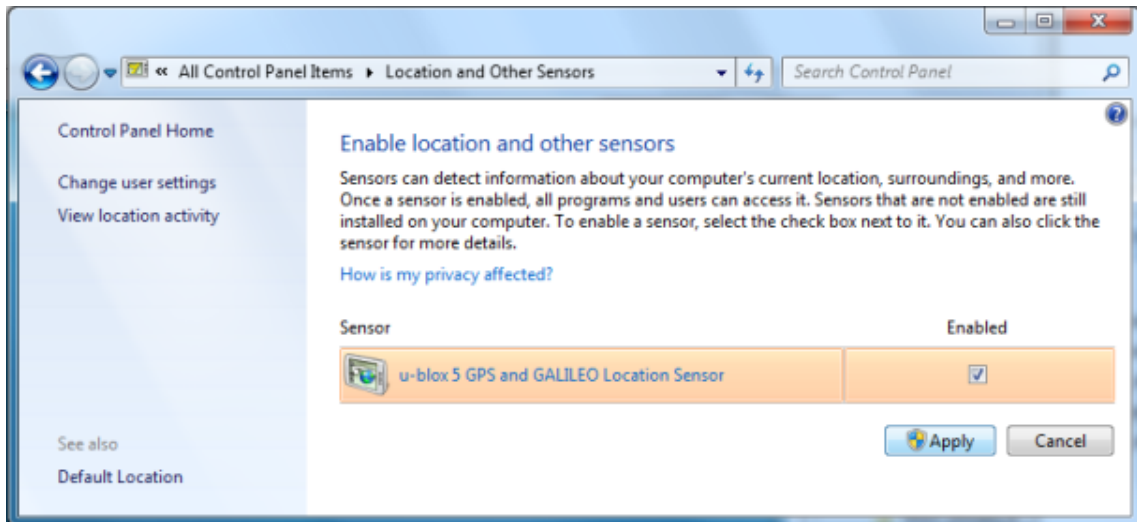 « All Control Panel Items ▸ Location and Other Sensors
Search Control Panel
Control Panel Home
Change user settings
View location activity
See also
Default Location
Enable location and other sensors
Sensors can detect information about your computer's current location, surroundings, and more.
Once a sensor is enabled, all programs and users can access it. Sensors that are not enabled are still
installed on your computer. To enable a sensor, select the check box next to it. You can also click the
sensor for more details.
How is my privacy affected?
Sensor Enabled
u-blox 5 GPS and GALILEO Location Sensor
Apply Cancel